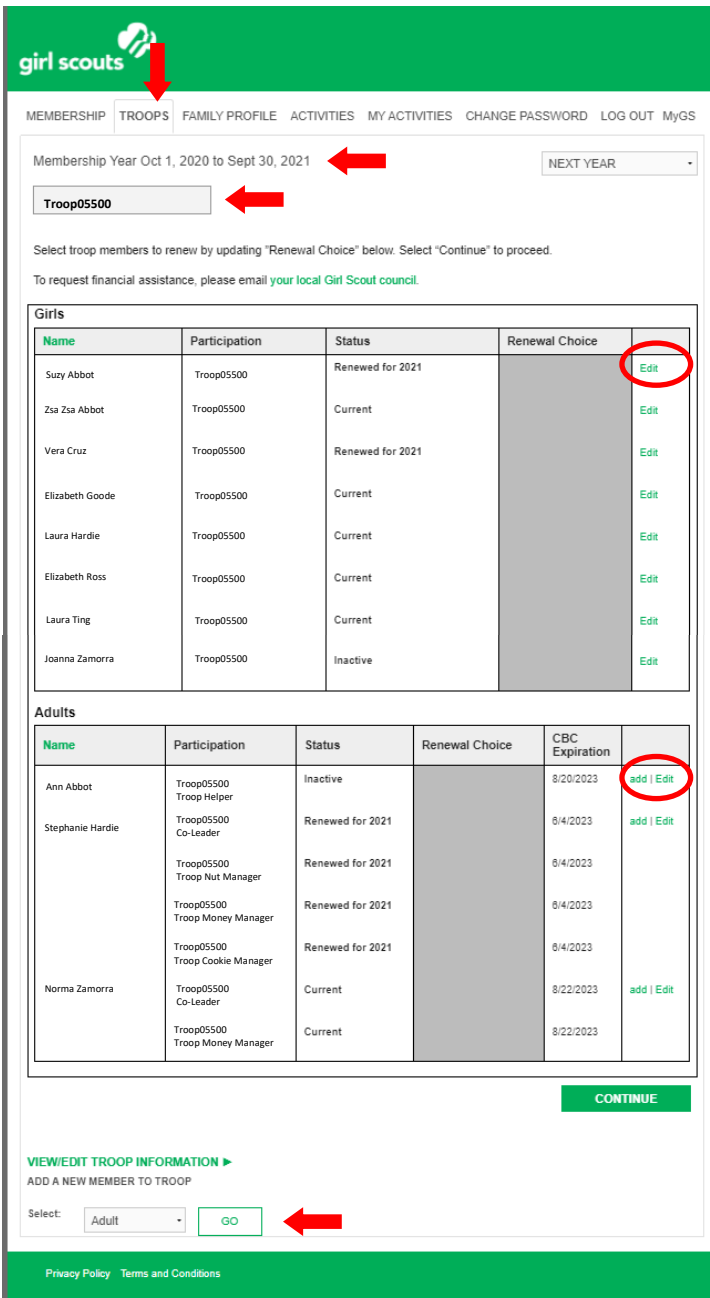 girl scouts
MEMBERSHIP TROOPS FAMILY PROFILE ACTIVITIES MY ACTIVITIES CHANGE PASSWORD LOG OUT MyGS
Membership Year Oct 1, 2020 to Sept 30, 2021 NEXT YEAR
Troop05500
Select troop members to renew by updating "Renewal Choice" below. Select "Continue" to proceed.
To request financial assistance, please email your local Girl Scout council.
Girls
Name Participation Status Renewal Choice
Suzy Abbot Troop05500 Renewed for 2021 Edit
Zsa Zsa Abbot Troop05500 Current Edit
Vera Cruz Troop05500 Renewed for 2021 Edit
Elizabeth Goode Troop05500 Current Edit
Laura Hardie Troop05500 Current Edit
Elizabeth Ross Troop05500 Current Edit
Laura Ting Troop05500 Current Edit
Joanna Zamorra Troop05500 Inactive Edit
Adults
Name Participation Status Renewal Choice CBC Expiration
Ann Abbot Troop05500 Inactive 8/20/2023 add | Edit
Troop Helper
Stephanie Hardie Troop05500 Renewed for 2021 6/4/2023 add | Edit
Co-Leader
Troop05500 Renewed for 2021 6/4/2023
Troop Nut Manager
Troop05500 Renewed for 2021 6/4/2023
Troop Money Manager
Troop05500 Renewed for 2021 6/4/2023
Troop Cookie Manager
Norma Zamorra Troop05500 Current 8/22/2023 add | Edit
Co-Leader
Troop05500 Current 8/22/2023
Troop Money Manager
CONTINUE
VIEW/EDIT TROOP INFORMATION ►
ADD A NEW MEMBER TO TROOP
Select: Adult GO
Privacy Policy Terms and Conditions